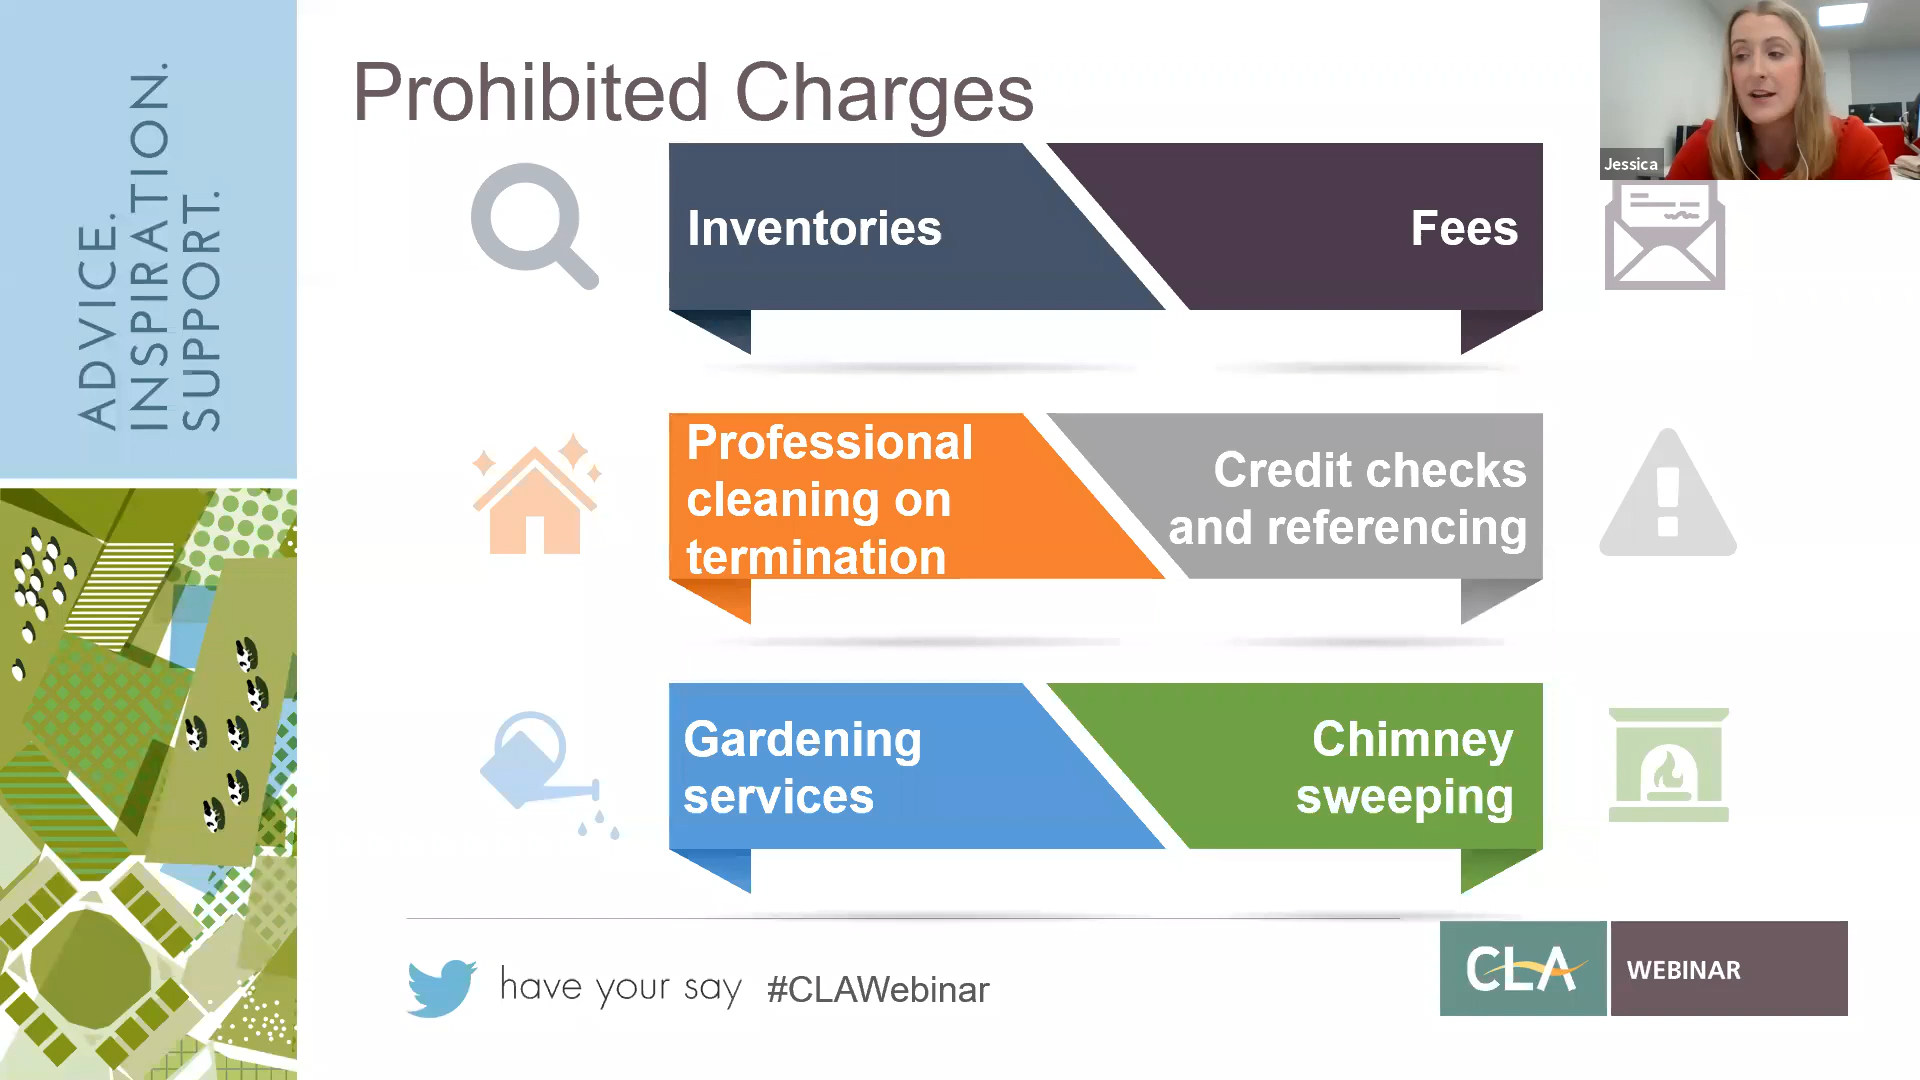 ADVICE.
INSPIRATION.
SUPPORT.
Prohibited Charges
Jessica
Inventories
Fees
Professional
cleaning on
termination
Credit checks
and referencing
Gardening
services
Chimney
sweeping
have your say #CLAWebinar
CLA WEBINAR